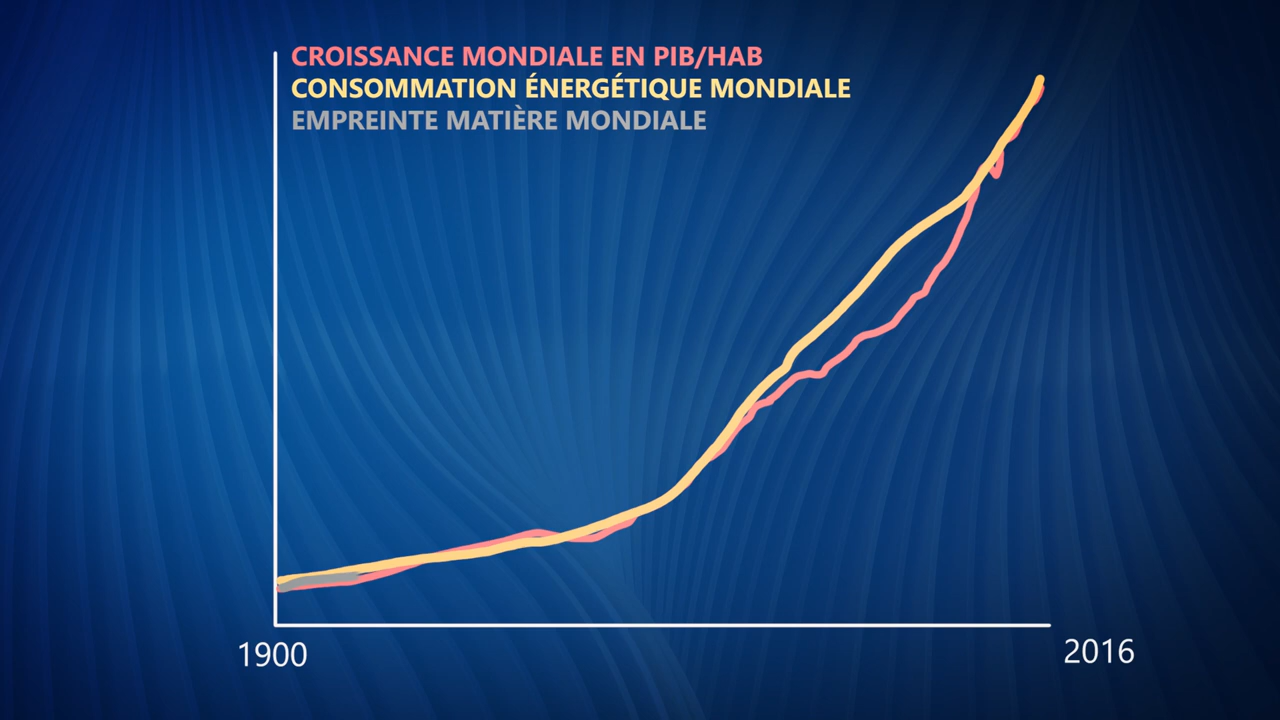 CROISSANCE MONDIALE EN PIB/HAB
CONSOMMATION ÉNERGÉTIQUE MONDIALE
EMPREINTE MATIÈRE MONDIALE
1900
2016